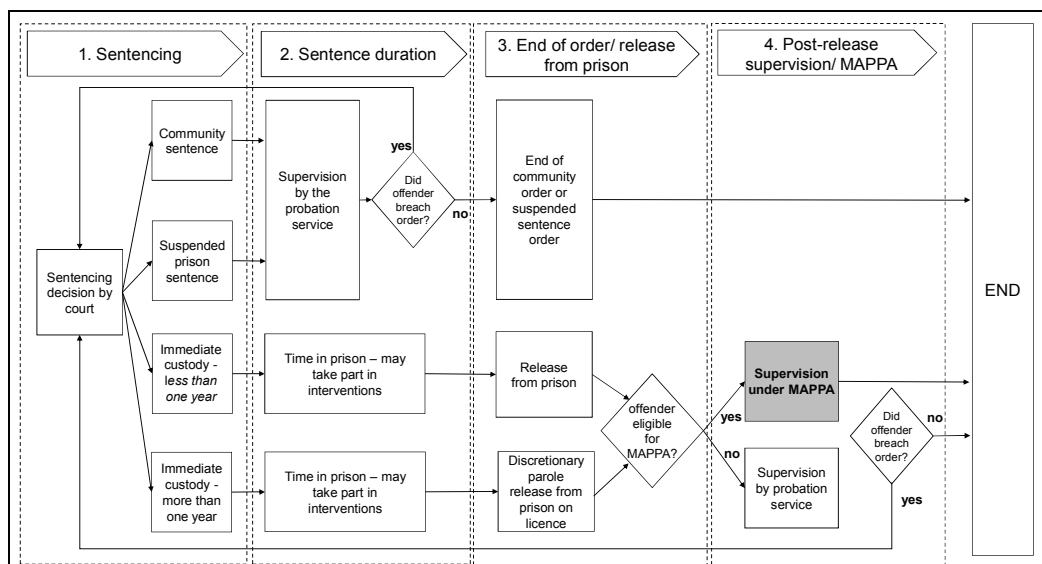 1. Sentencing
2. Sentence duration
3. End of order/ release
from prison
4. Post-release
supervision/ MAPPA
Community
sentence
Suspended
prison
sentence
Sentencing
decision by
court
Immediate
custody -
less than
one year
Immediate
custody -
more than
one year
Supervision
by the
probation
service
yes
Did
offender
breach
order?
no
Time in prison – may
take part in
interventions
Time in prison – may
take part in
interventions
End of
community
order or
suspended
sentence
order
Release
from prison
Discretionary
parole
release from
prison on
licence
offender
eligible
for
MAPPA?
yes
no
Supervision
under MAPPA
Supervision
by probation
service
Did
offender
breach
order?
no
yes
END